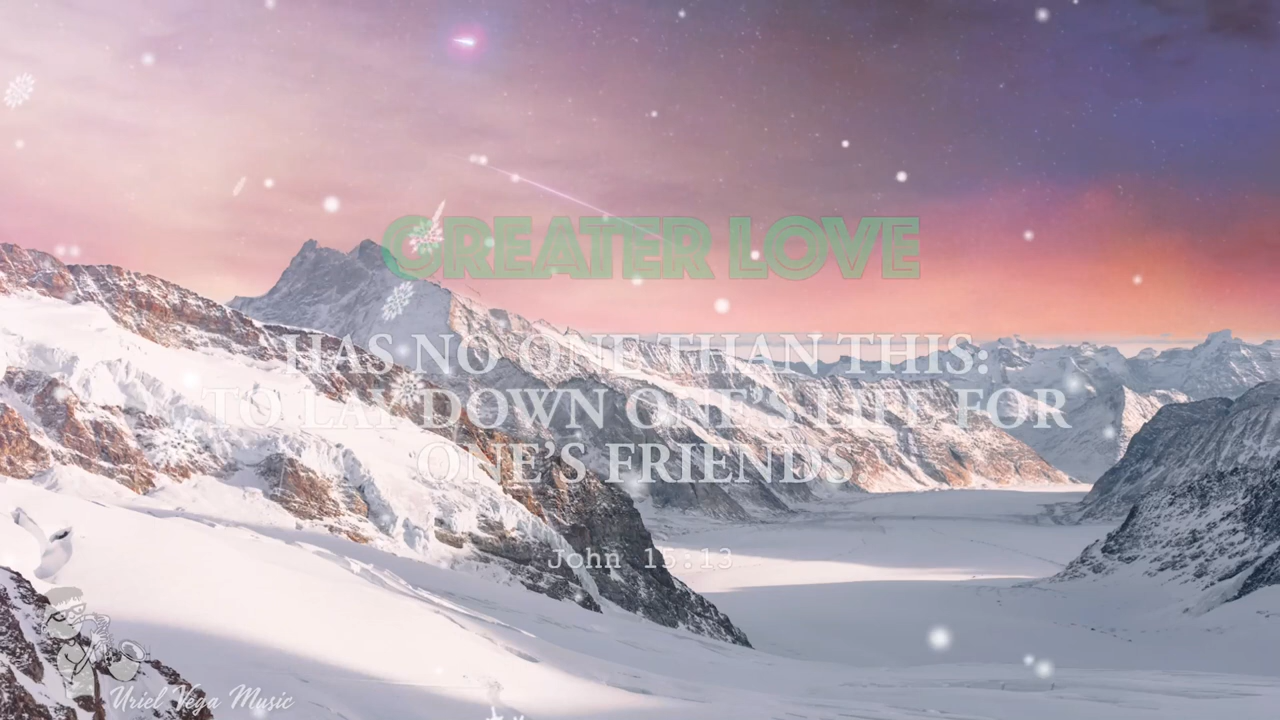 GREATER LOVE
HAS NO ONE THAN THIS:
TO LAY DOWN ONE'S LIFE FOR
ONE'S FRIENDS
John 15:13
Uriel Vega Music